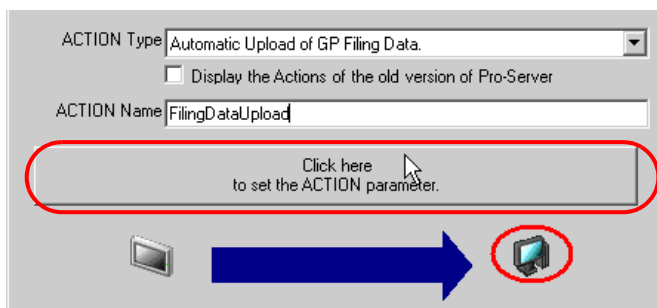 ACTION Type Automatic Upload of GP Filing Data.
Display the Actions of the old version of Pro-Server
ACTION Name FilingDataUpload
Click here
to set the ACTION parameter.